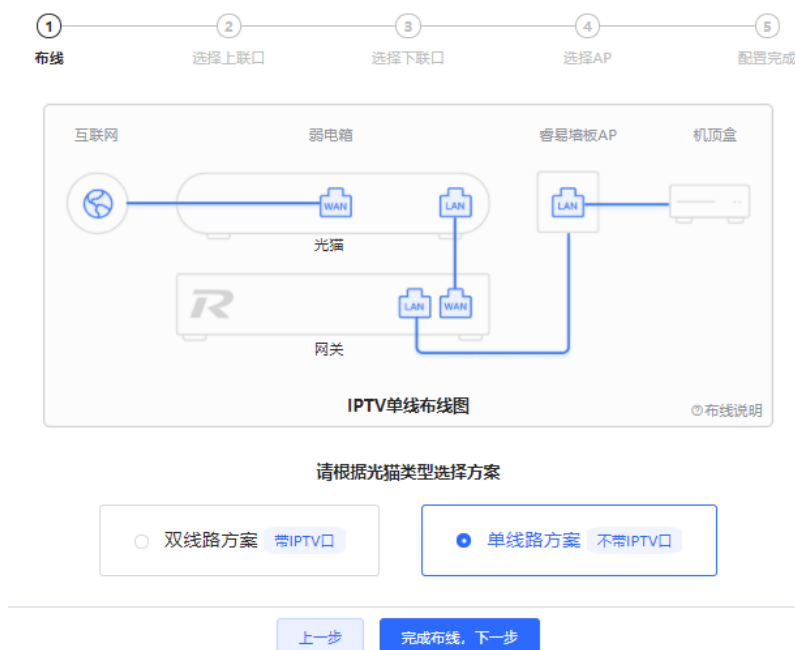 1 2 3 4 5
布线 选择上联口 选择下联口 选择AP 配置完成
互联网 弱电箱 睿易墙板AP 机顶盒
WAN LAN LAN
光猫
R LAN WAN
网关
IPTV单线布线图
?布线说明
请根据光猫类型选择方案
双线路方案 带IPTV口 单线路方案 不带IPTV口
上一步 完成布线，下一步